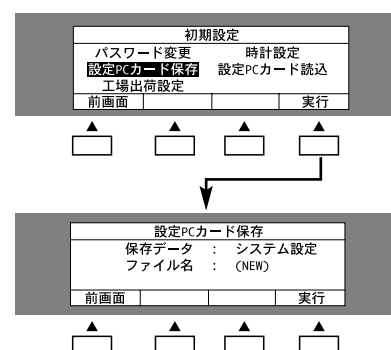 初期設定
パスワード変更 時計設定
設定PCカード保存 設定PCカード読込
工場出荷設定
前画面 実行
設定PCカード保存
保存データ : システム設定
ファイル名 : (NEW)
前画面 実行